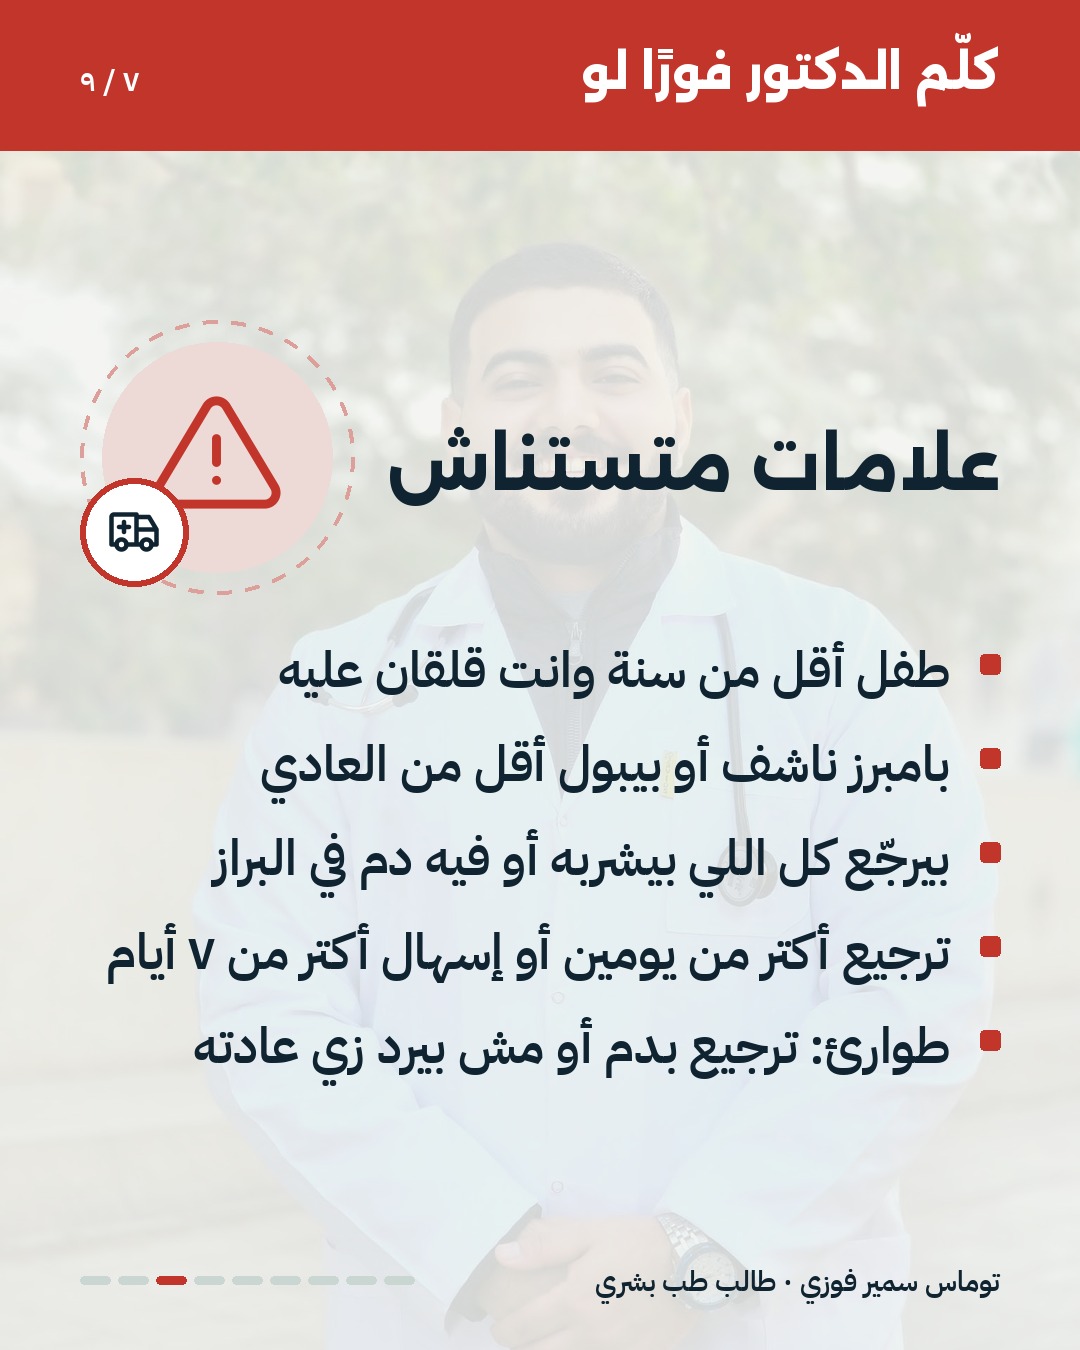 كلّم الدكتور فورًا لو
٧ / ٩
علامات متستناش
طفل أقل من سنة وانت قلقان عليه
بامبرز ناشف أو بيبول أقل من العادي
بيرجّع كل اللي بيشربه أو فيه دم في البراز
ترجيع أكتر من يومين أو إسهال أكتر من ٧ أيام
طوارئ: ترجيع بدم أو مش بيرد زي عادته
توماس سمير فوزي · طالب طب بشري